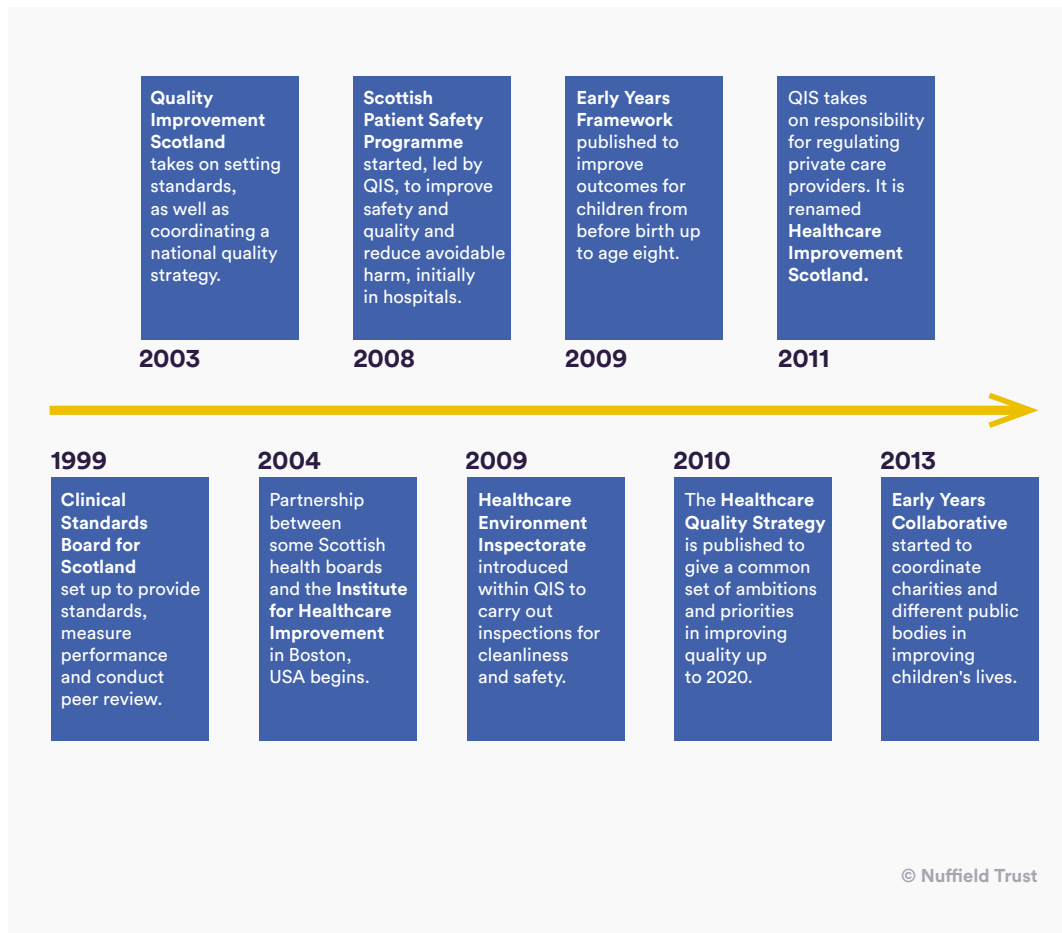 Quality
Improvement
Scotland
takes on setting
standards,
as well as
coordinating a
national quality
strategy.
2003
Scottish
Patient Safety
Programme
started, led by
QIS, to improve
safety and
quality and
reduce avoidable
harm, initially
in hospitals.
2008
Early Years
Framework
published to
improve
outcomes for
children from
before birth up
to age eight.
2009
QIS takes
on responsibility
for regulating
private care
providers. It is
renamed
Healthcare
Improvement
Scotland.
2011
1999
Clinical
Standards
Board for
Scotland
set up to provide
standards,
measure
performance
and conduct
peer review.
2004
Partnership
between
some Scottish
health boards
and the Institute
for Healthcare
Improvement
in Boston,
USA begins.
2009
Healthcare
Environment
Inspectorate
introduced
within QIS to
carry out
inspections for
cleanliness
and safety.
2010
The Healthcare
Quality Strategy
is published to
give a common
set of ambitions
and priorities
in improving
quality up
to 2020.
2013
Early Years
Collaborative
started to
coordinate
charities and
different public
bodies in
improving
children's lives.
© Nuffield Trust